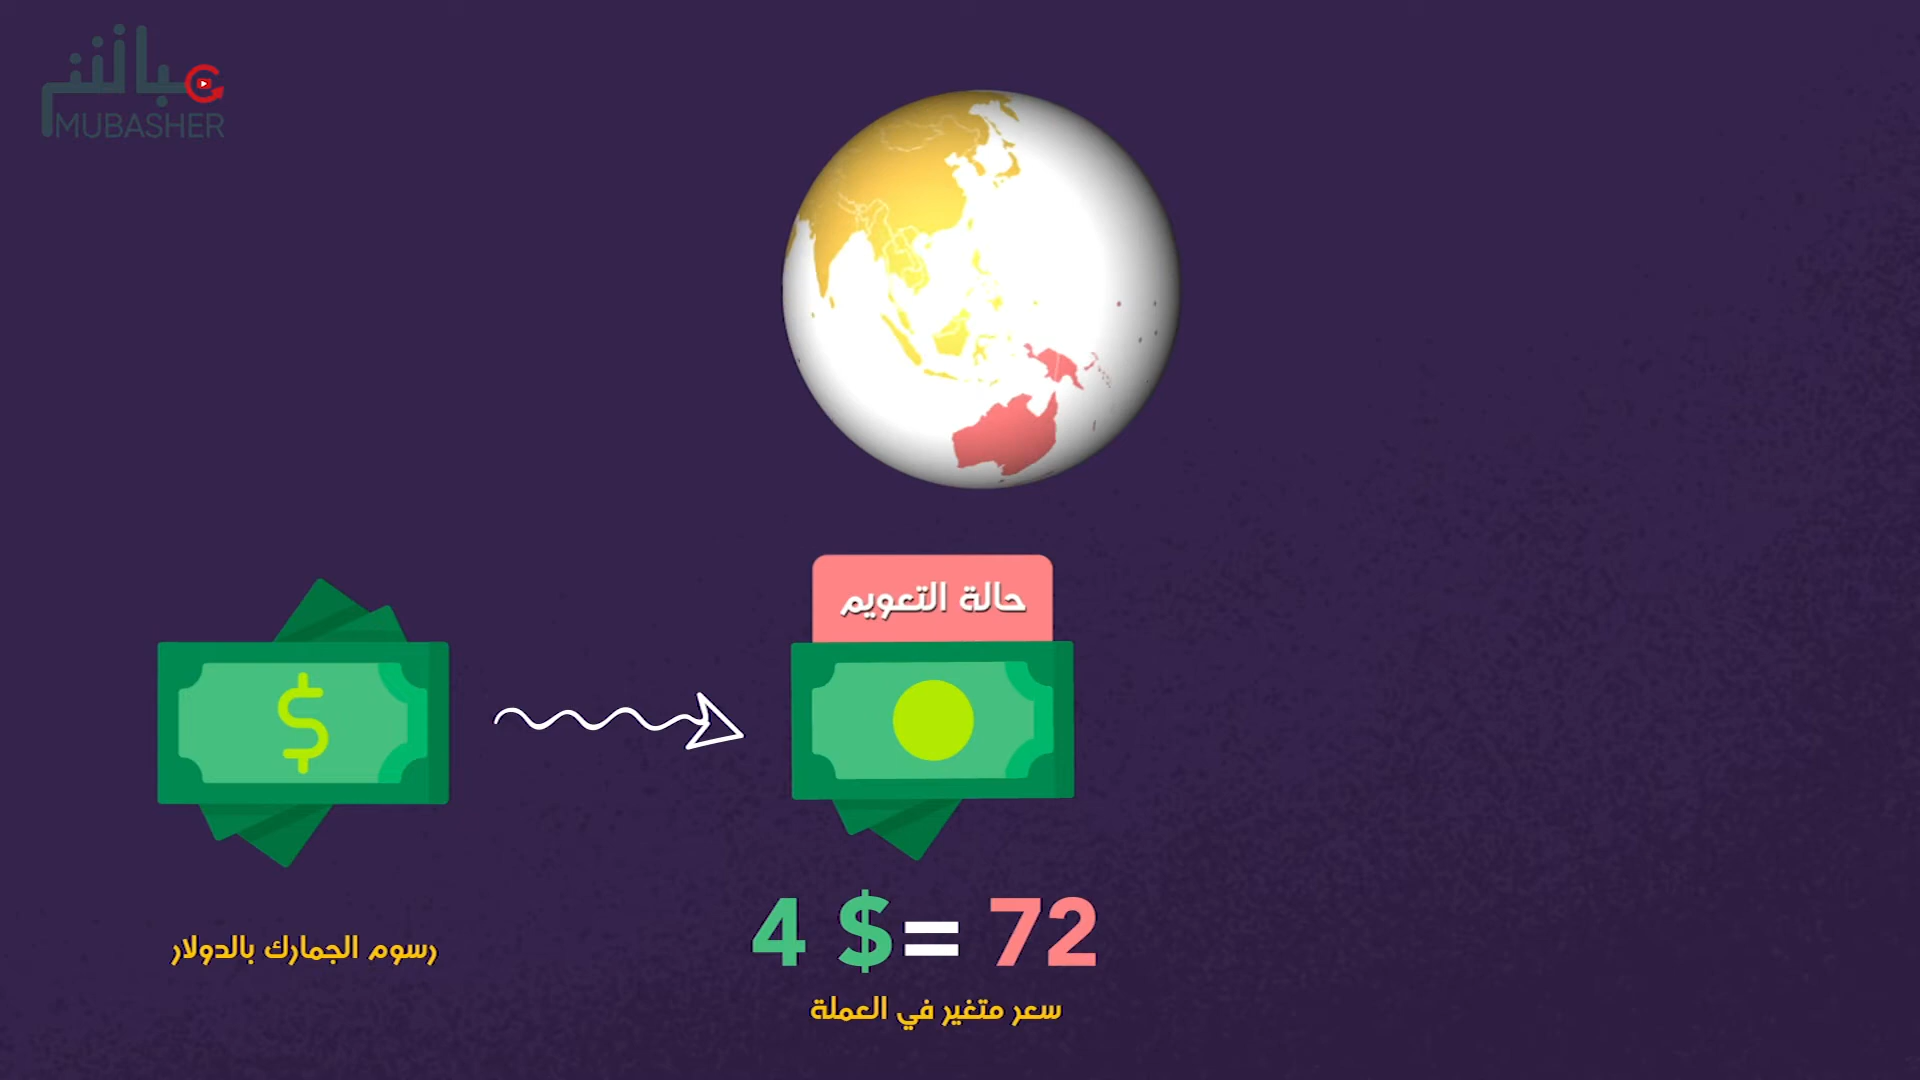 مباشر
MUBASHER
حالة التعويم
$
رسوم الجمارك بالدولار
4 $= 72
سعر متغير في العملة